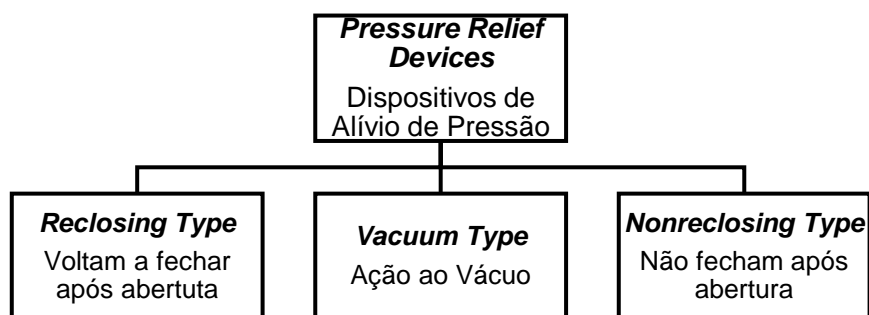 Pressure Relief
Devices
Dispositivos de
Alívio de Pressão
Reclosing Type
Voltam a fechar
após abertuta
Vacuum Type
Ação ao Vácuo
Nonreclosing Type
Não fecham após
abertura